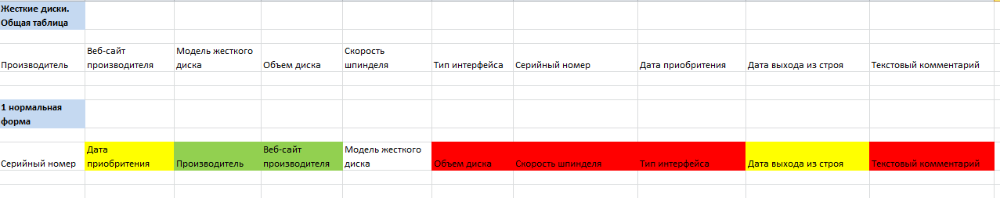 Жесткие диски.
Общая таблица
Производитель
Веб-сайт
производителя
Модель жесткого
диска
Объем диска
Скорость
шпинделя
Тип интерфейса
Серийный номер
Дата приобритения
Дата выхода из строя
Текстовый комментарий
1 нормальная
форма
Серийный номер
Дата
приобритения
Производитель
Веб-сайт
производителя
Модель жесткого
диска
Объем диска
Скорость шпинделя
Тип интерфейса
Дата выхода из строя
Текстовый комментарий